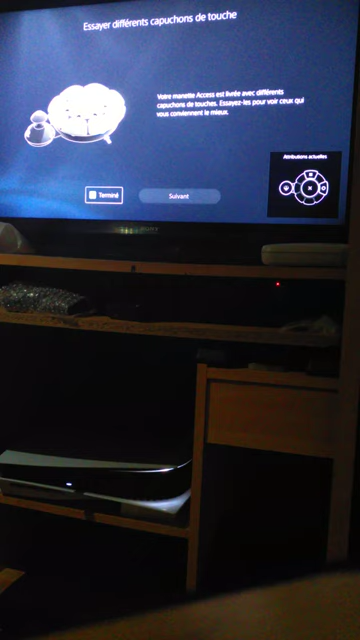 Essayer différents capuchons de touche
Votre manette Access est livrée avec différents
capuchons de touches. Essayez-les pour voir ceux qui
vous conviennent le mieux.
Attributions actuelles
Terminé
Suivant